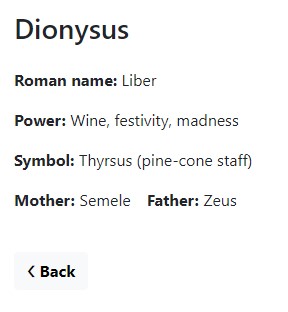 Dionysus
Roman name: Liber
Power: Wine, festivity, madness
Symbol: Thyrsus (pine-cone staff)
Mother: Semele Father: Zeus
Back